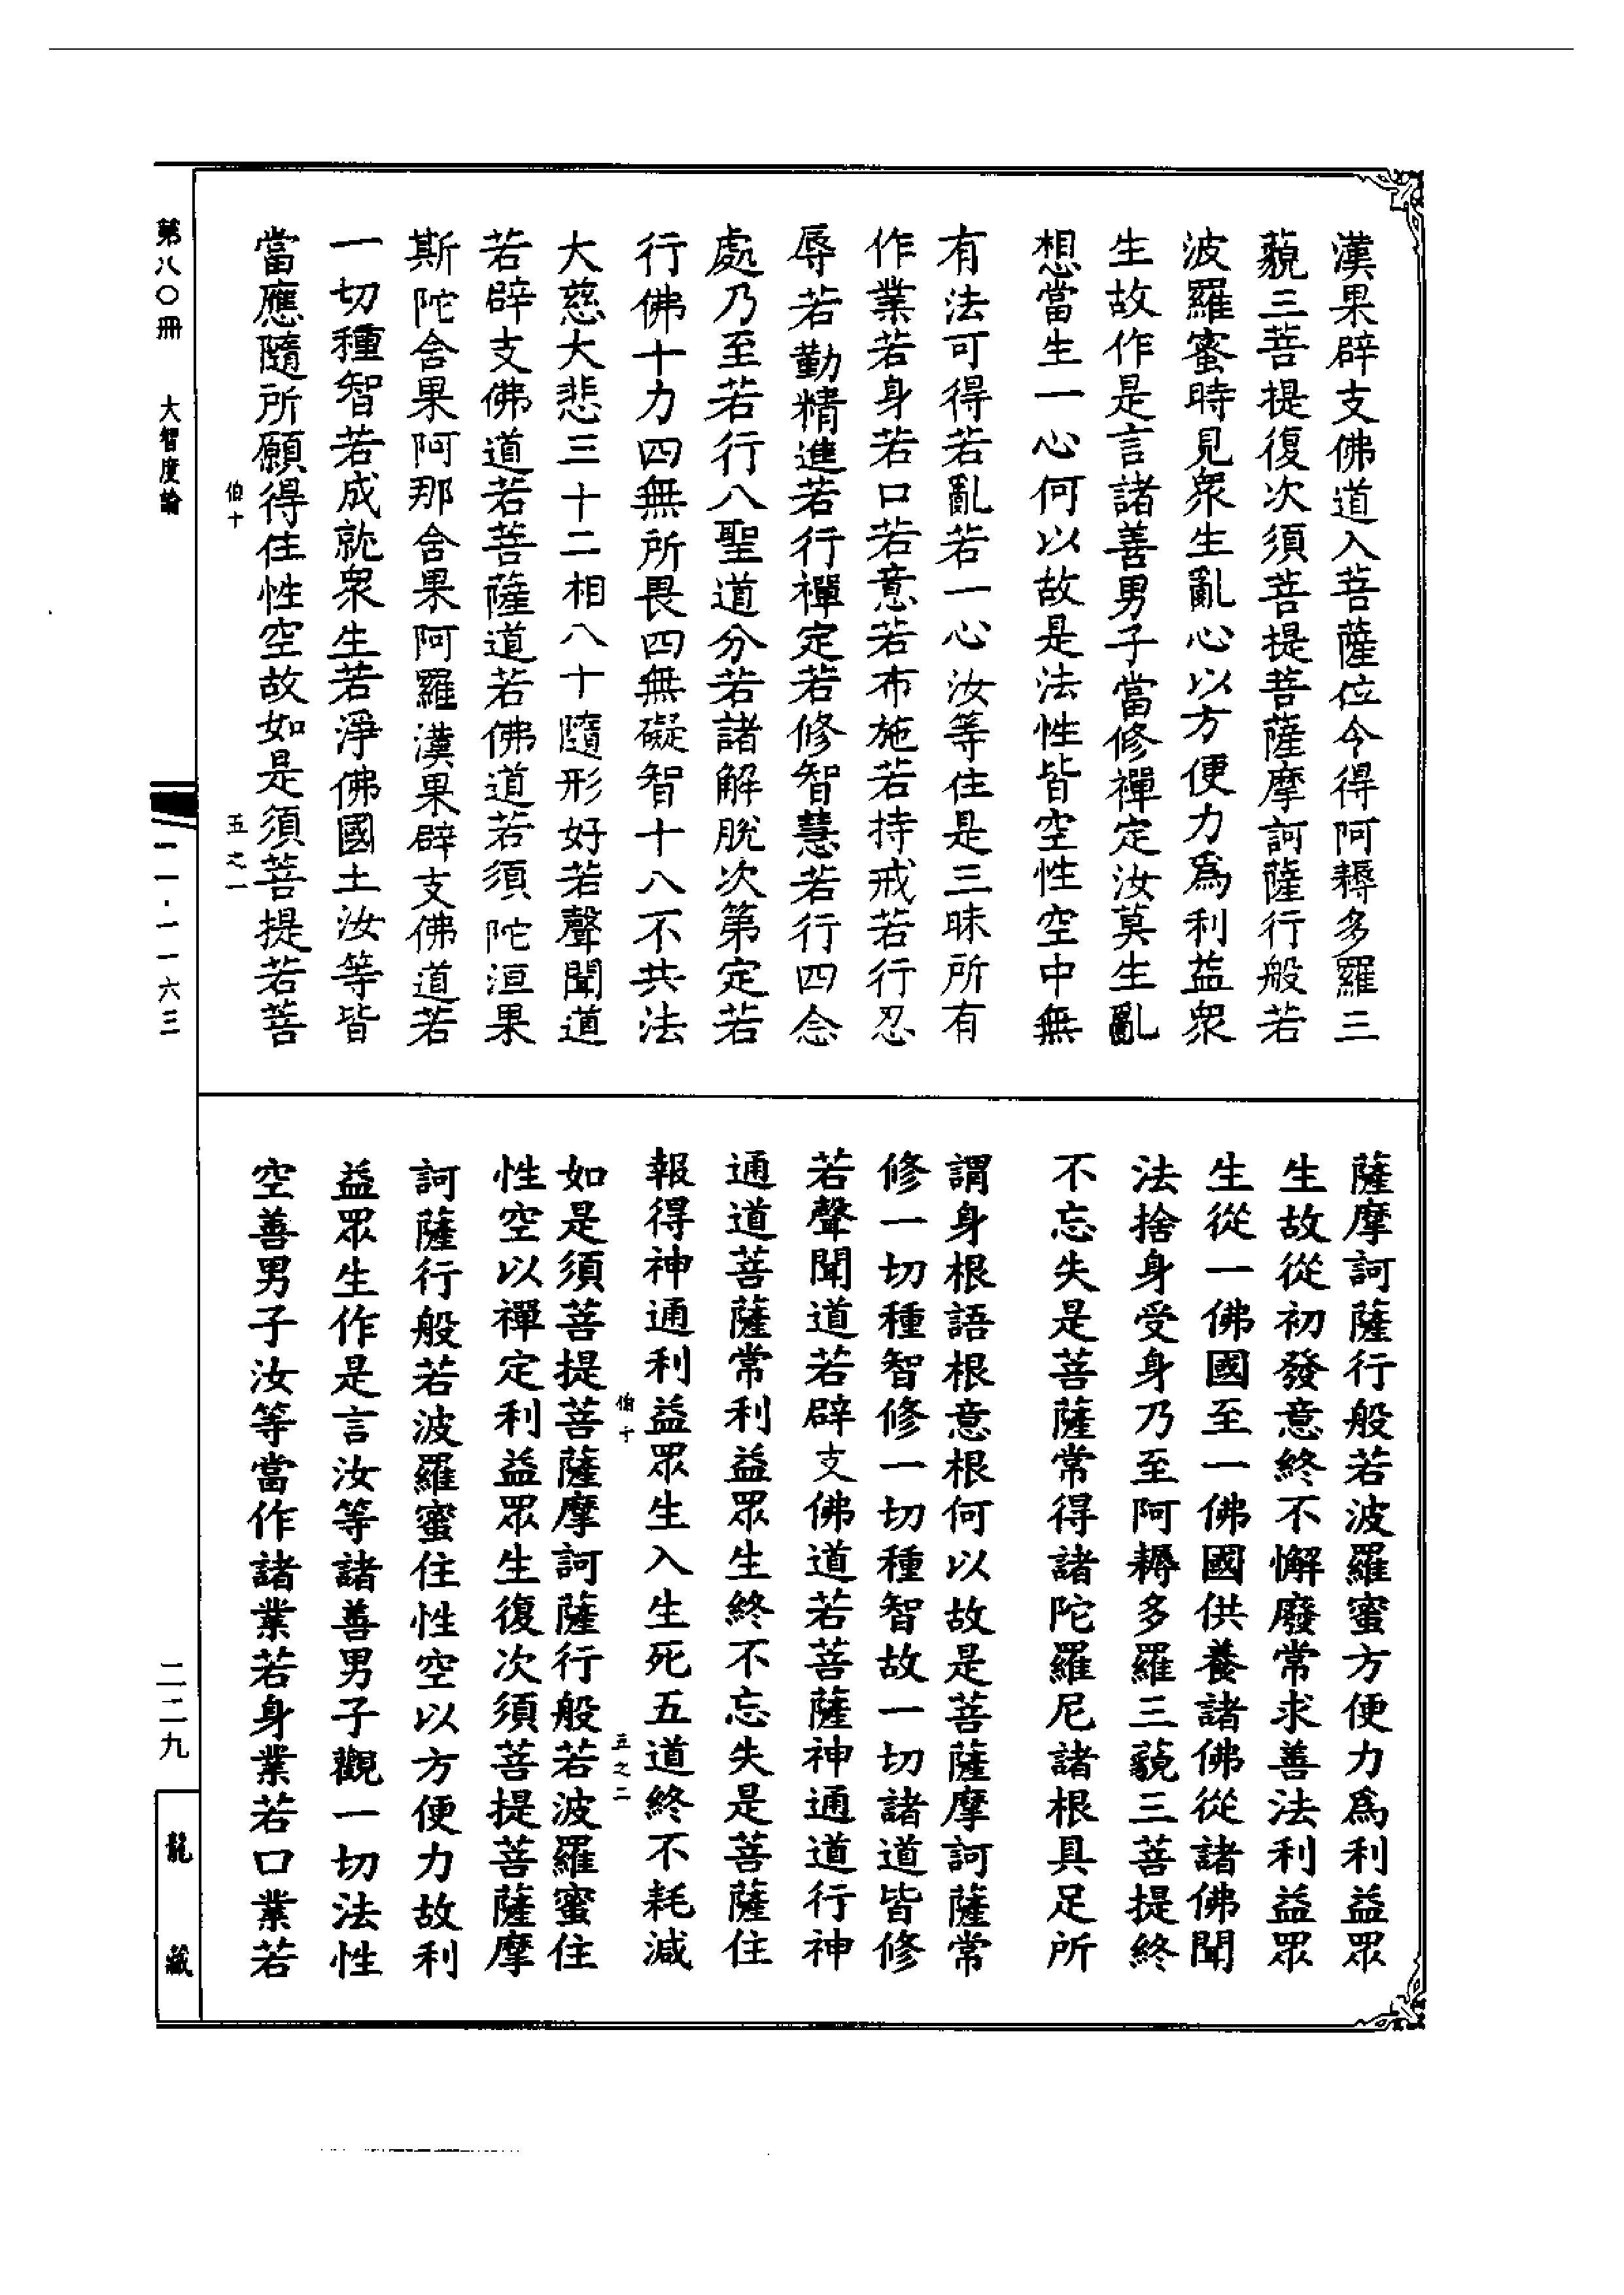 漢果辟支佛道入菩薩位今得阿耨多羅三
藐三菩提復次須菩提菩薩摩訶薩行般若
波羅蜜時見衆生亂心以方便力爲利益衆
生故作是言諸善男子當修禪定汝莫生亂
想當生一心何以故是法性皆空性空中無
有法可得若亂若一心汝等住是三昧所有
作業若身若口若意若布施若持戒若行忍
辱若勤精進若行禪定若修智慧若行四念
處乃至若行八聖道分若諸解脫次第定若
行佛十力四無所畏四無礙智十八不共法
大慈大悲三十二相八十隨形好若聲聞道
若辟支佛道若菩薩道若佛道若須陀洹果
斯陀含果阿那含果阿羅漢果辟支佛道若
一切種智若成就衆生若淨佛國土汝等皆
當應隨所願得住性空故如是須菩提若菩
伯十
五之一
薩摩訶薩行般若波羅蜜方便力爲利益眾
生故從初發意終不懈廢常求善法利益眾
生從一佛國至一佛國供養諸佛從諸佛聞
法捨身受身乃至阿耨多羅三藐三菩提終
不忘失是菩薩常得諸陀羅尼諸根具足所
謂身根語根意根何以故是菩薩摩訶薩常
修一切種智修一切種智故一切諸道皆修
若聲聞道若辟支佛道若菩薩神通道行神
通道菩薩常利益眾生終不忘失是菩薩住
報得神通利益眾生入生死五道終不耗減
伯十
五之二
如是須菩提菩薩摩訶薩行般若波羅蜜住
性空以禪定利益眾生復次須菩提菩薩摩
訶薩行般若波羅蜜住性空以方便力故利
益眾生作是言汝等諸善男子觀一切法性
空善男子汝等當作諸業若身業若口業若
第八〇冊
大智度論
一一·一一六三
二二九
龍藏